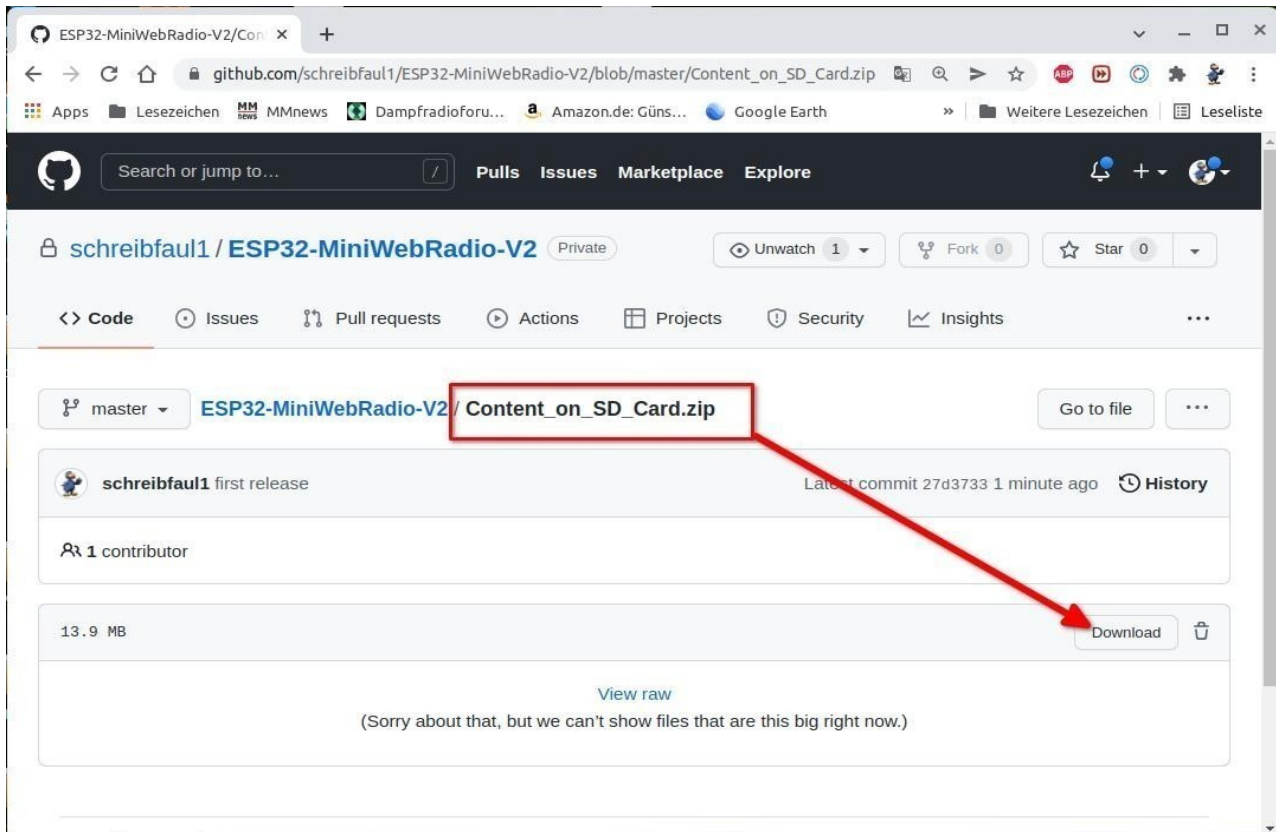 ESP32-MiniWebRadio-V2/Con
github.com/schreibfaul1/ESP32-MiniWebRadio-V2/blob/master/Content_on_SD_Card.zip ABP
Apps Lesezeichen MM news MMnews Dampfradioforu... a Amazon.de: Güns... Google Earth » Weitere Lesezeichen Leseliste
Search or jump to... / Pulls Issues Marketplace Explore
schreibfaul1 / ESP32-MiniWebRadio-V2 Private Unwatch 1 Fork 0 Star 0
<> Code Issues Pull requests Actions Projects Security Insights ...
master ESP32-MiniWebRadio-V2 / Content_on_SD_Card.zip Go to file ...
schreibfaul1 first release Latest commit 27d3733 1 minute ago History
1 contributor
13.9 MB Download
View raw
(Sorry about that, but we can't show files that are this big right now.)